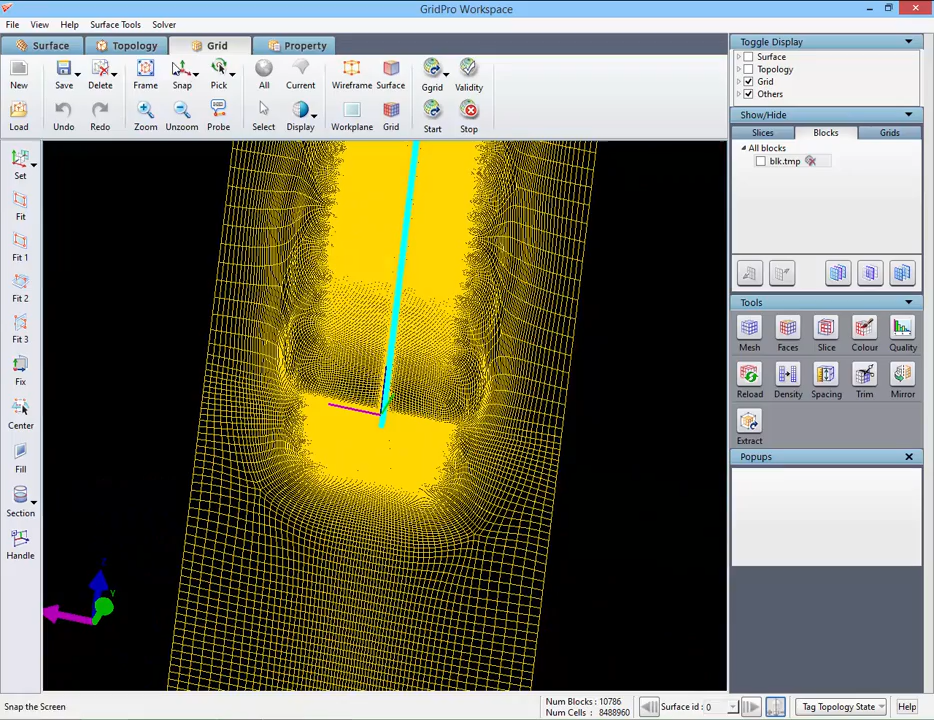 GridPro Workspace
File View Help Surface Tools Solver
Surface Topology Grid Property
New Save Delete Frame Snap Pick All Current Wireframe Surface Ggrid Validity
Load Undo Redo Zoom Unzoom Probe Select Display Workplane Grid Start Stop
Set
Fit
Fit 1
Fit 2
Fit 3
Fix
Center
Fill
Section
Handle
Y
Toggle Display
Surface
Topology
Grid
Others
Show/Hide
Slices Blocks Grids
All blocks
blk.tmp
Tools
Mesh Faces Slice Colour Quality
Reload Density Spacing Trim Mirror
Extract
Popups
Snap the Screen
Num Blocks : 10786
Num Cells : 8488960
Surface id : 0
Tag Topology State
Help